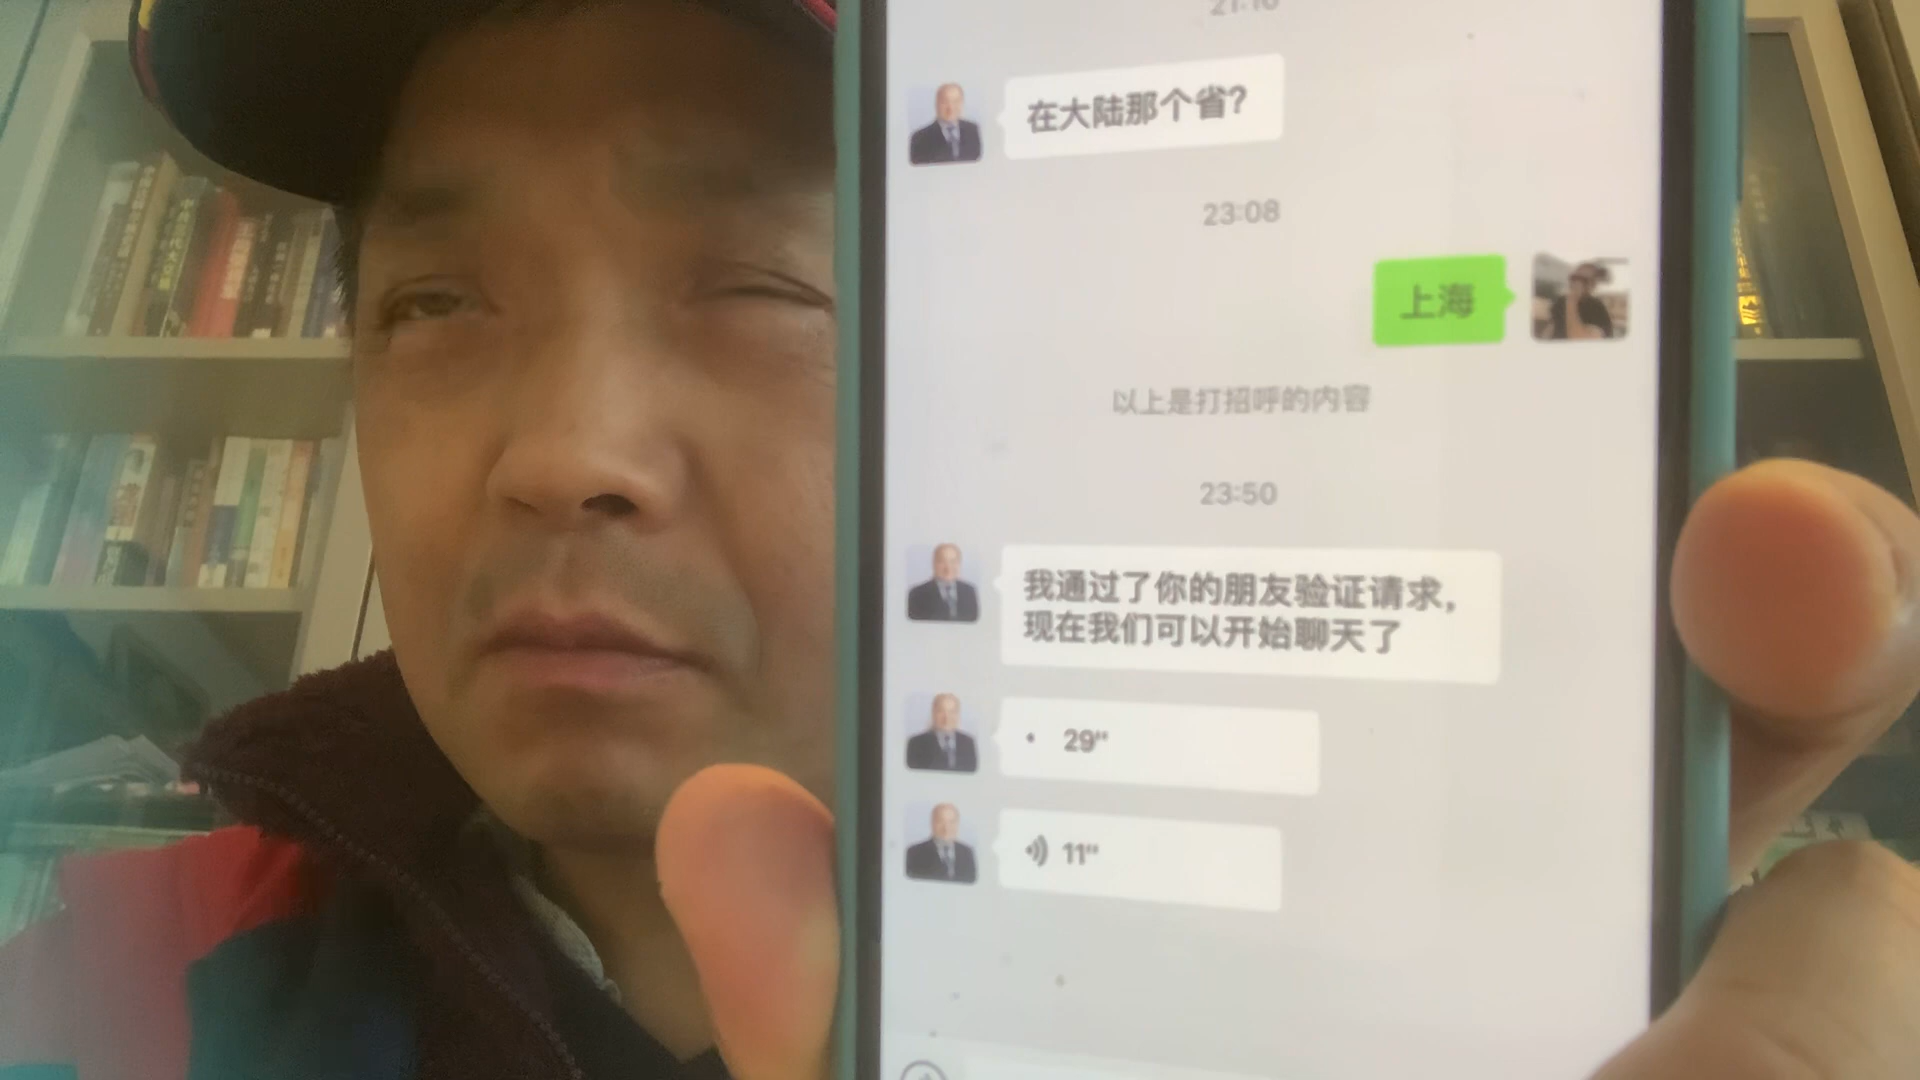 21:10
在大陆那个省？
23:08
上海
以上是打招呼的内容
23:50
我通过了你的朋友验证请求，
现在我们可以开始聊天了
29"
11"